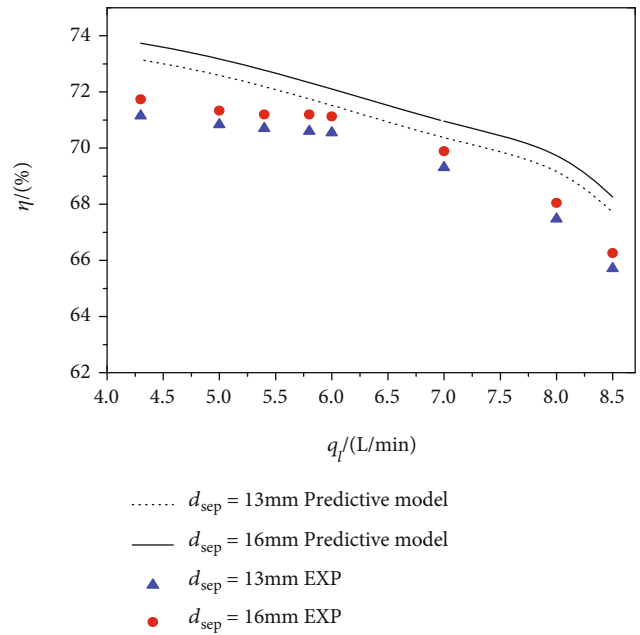 74
72
70
68
66
64
62
η/(%)
4.0 4.5 5.0 5.5 6.0 6.5 7.0 7.5 8.0 8.5
q_l/(L/min)
d_sep = 13mm Predictive model
d_sep = 16mm Predictive model
d_sep = 13mm EXP
d_sep = 16mm EXP